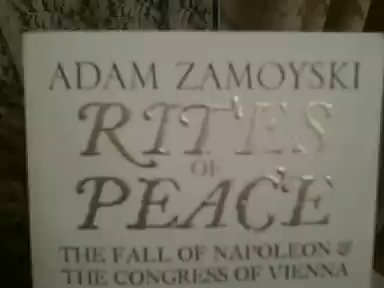 ADAM ZAMOYSKI
RITES
OF
PEACE
THE FALL OF NAPOLEON &
THE CONGRESS OF VIENNA